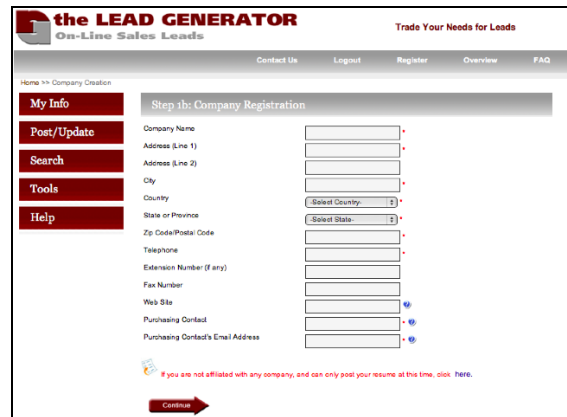 the LEAD GENERATOR
On-Line Sales Leads
Trade Your Needs for Leads
Contact Us Logout Register Overview FAQ
Home >> Company Creation
My Info
Post/Update
Search
Tools
Help
Step 1b: Company Registration
Company Name *
Address (Line 1) *
Address (Line 2)
City *
Country -Select Country- *
State or Province -Select State- *
Zip Code/Postal Code *
Telephone *
Extension Number (if any)
Fax Number
Web Site ?
Purchasing Contact * ?
Purchasing Contact's Email Address * ?
If you are not affiliated with any company, and can only post your resume at this time, click here.
Continue